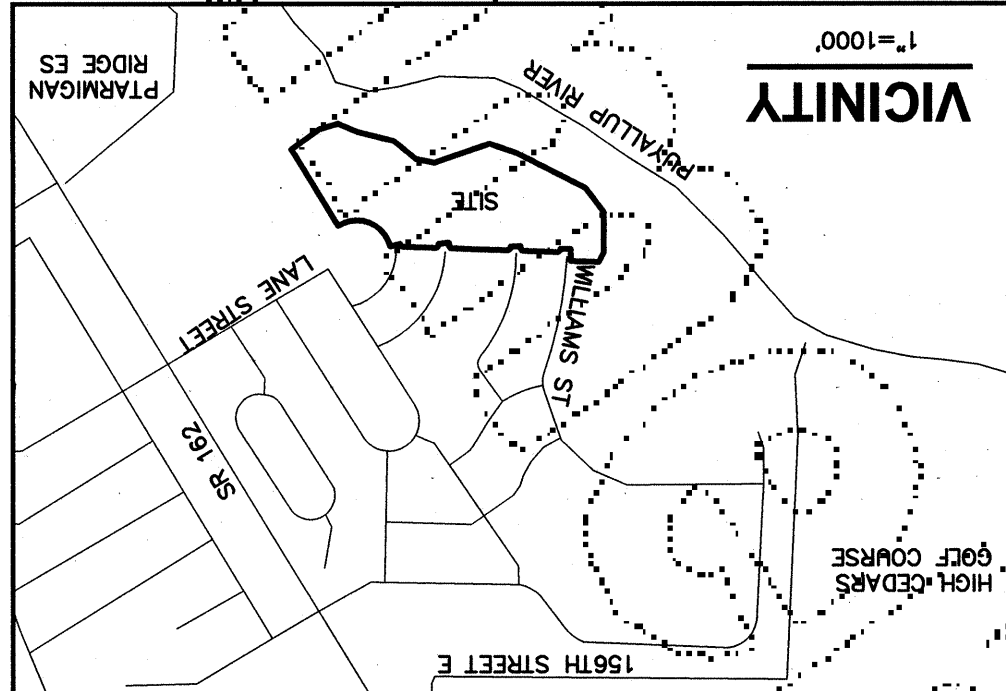 156TH STREET E
HIGH CEDARS
GOLF COURSE
SR 162
WILLIAMS ST
LANE STREET
SITE
PUYALLUP RIVER
VICINITY
1"=1000'
PTARMIGAN
RIDGE ES